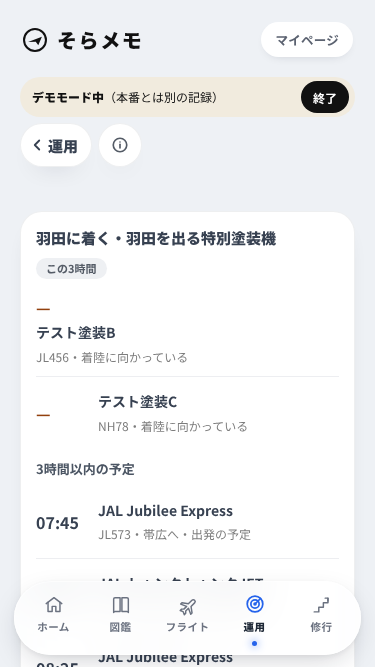 そらメモ
マイページ
デモモード中（本番とは別の記録）
終了
運用
羽田に着く・羽田を出る特別塗装機
この3時間
—
テスト塗装B
JL456・着陸に向かっている
—
テスト塗装C
NH78・着陸に向かっている
3時間以内の予定
07:45
JAL Jubilee Express
JL573・帯広へ・出発の予定
ホーム
図鑑
フライト
運用
修行
JAL Jubilee Express